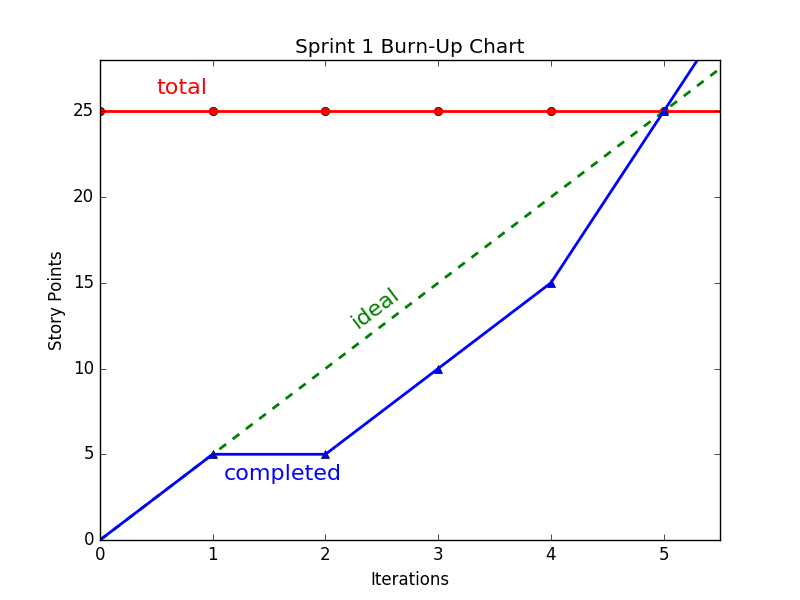 Sprint 1 Burn-Up Chart
total
25
20
15
10
5
0
Story Points
ideal
completed
0 1 2 3 4 5
Iterations